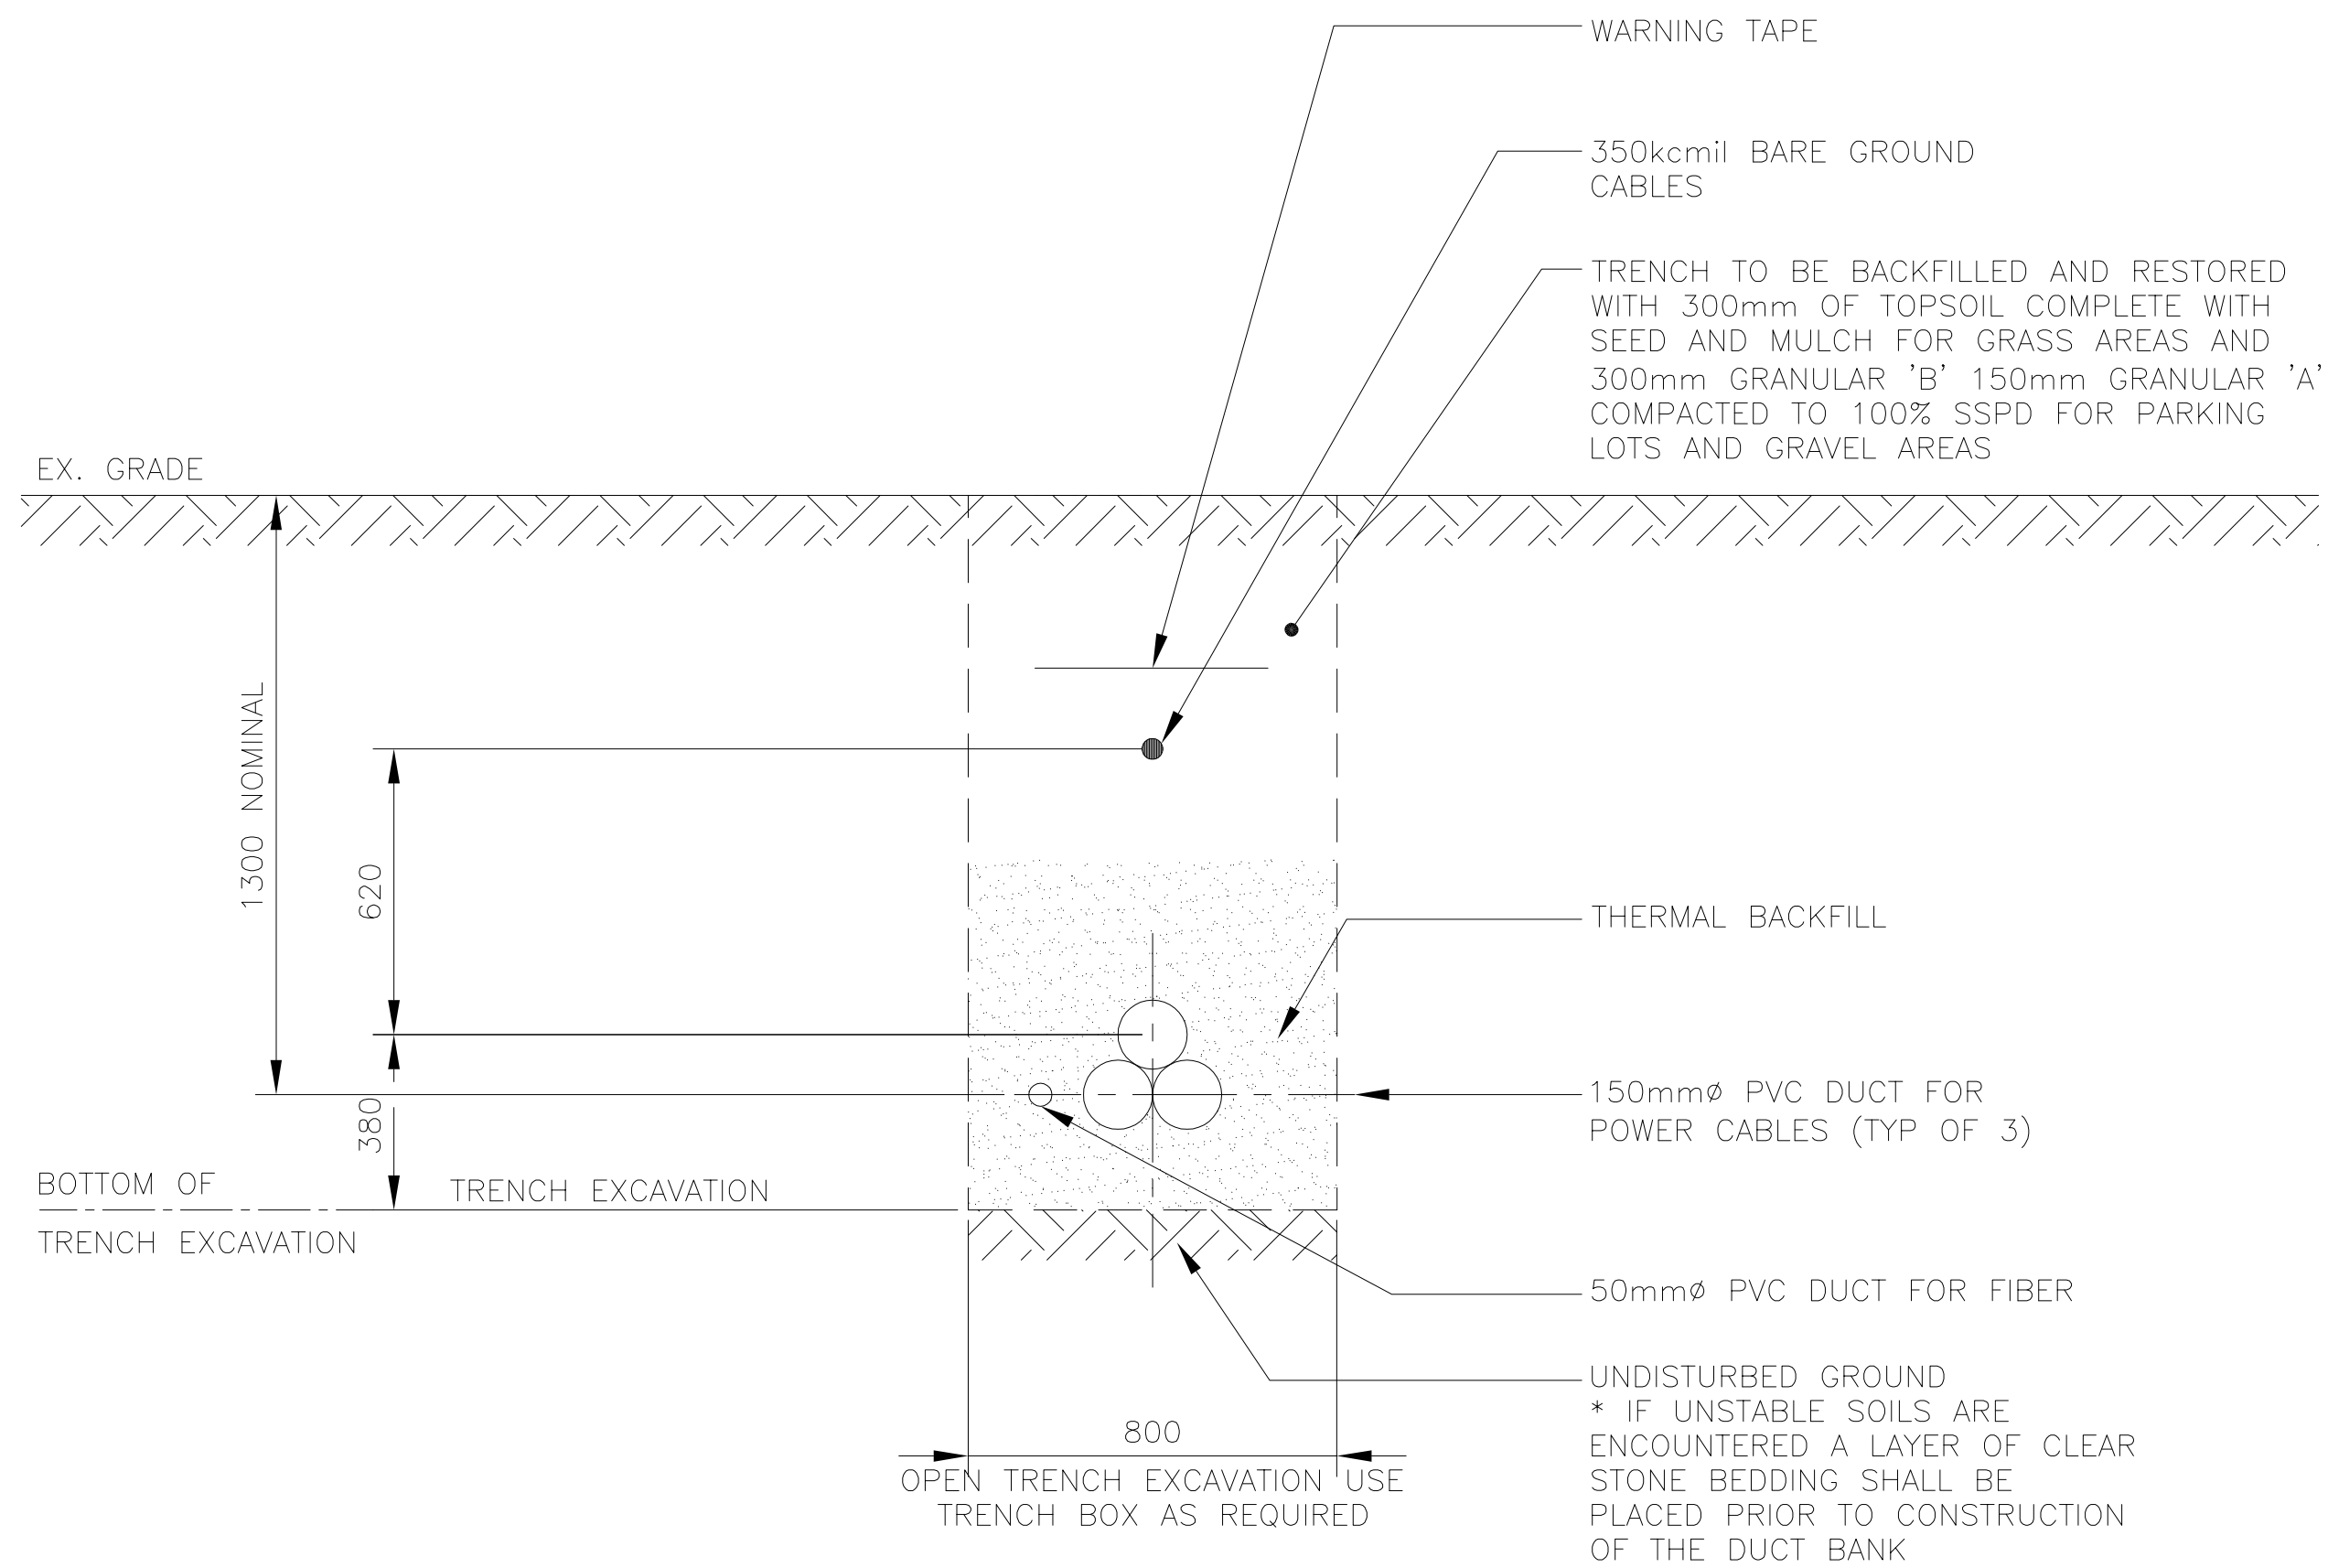 WARNING TAPE
350kcmil BARE GROUND
CABLES
TRENCH TO BE BACKFILLED AND RESTORED
WITH 300mm OF TOPSOIL COMPLETE WITH
SEED AND MULCH FOR GRASS AREAS AND
300mm GRANULAR 'B' 150mm GRANULAR 'A'
COMPACTED TO 100% SSPD FOR PARKING
LOTS AND GRAVEL AREAS
EX. GRADE
1300 NOMINAL
620
380
THERMAL BACKFILL
150mmø PVC DUCT FOR
POWER CABLES (TYP OF 3)
BOTTOM OF
TRENCH EXCAVATION
TRENCH EXCAVATION
50mmø PVC DUCT FOR FIBER
UNDISTURBED GROUND
* IF UNSTABLE SOILS ARE
ENCOUNTERED A LAYER OF CLEAR
STONE BEDDING SHALL BE
PLACED PRIOR TO CONSTRUCTION
OF THE DUCT BANK
800
OPEN TRENCH EXCAVATION USE
TRENCH BOX AS REQUIRED